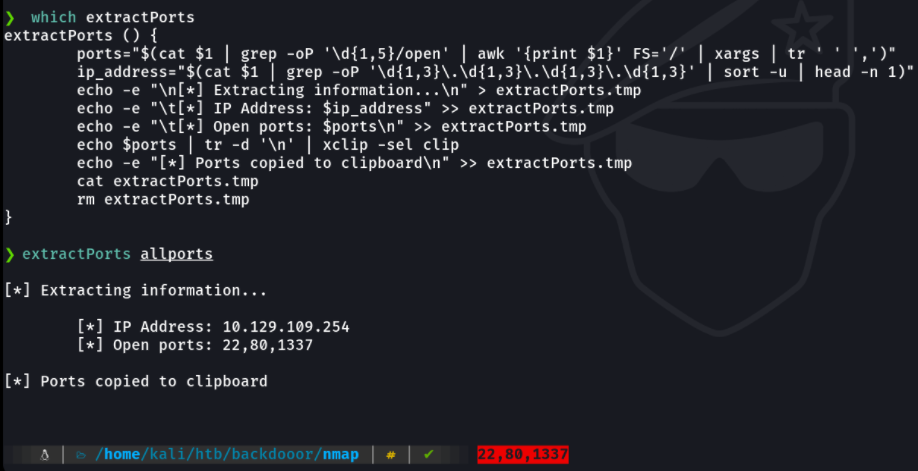 ❯ which extractPorts
extractPorts () {
        ports="$(cat $1 | grep -oP '\d{1,5}/open' | awk '{print $1}' FS='/' | xargs | tr ' ' ',')"
        ip_address="$(cat $1 | grep -oP '\d{1,3}\.\d{1,3}\.\d{1,3}\.\d{1,3}' | sort -u | head -n 1)"
        echo -e "\n[*] Extracting information...\n" > extractPorts.tmp
        echo -e "\t[*] IP Address: $ip_address" >> extractPorts.tmp
        echo -e "\t[*] Open ports: $ports\n" >> extractPorts.tmp
        echo $ports | tr -d '\n' | xclip -sel clip
        echo -e "[*] Ports copied to clipboard\n" >> extractPorts.tmp
        cat extractPorts.tmp
        rm extractPorts.tmp
}
❯ extractPorts allports
[*] Extracting information...
        [*] IP Address: 10.129.109.254
        [*] Open ports: 22,80,1337
[*] Ports copied to clipboard
/home/kali/htb/backdooor/nmap | # | ✔ 22,80,1337